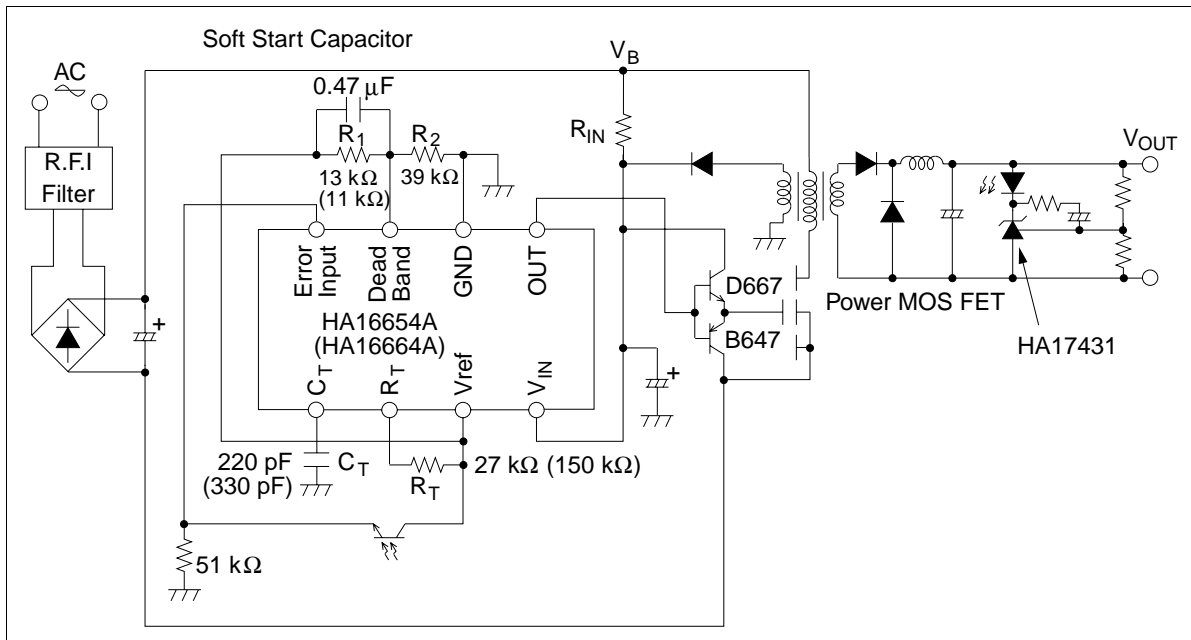 Soft Start Capacitor
V_B
AC
0.47 μF
R_1
R_2
R_IN
V_OUT
R.F.I
Filter
13 kΩ
(11 kΩ)
39 kΩ
Error
Input
Dead
Band
GND
OUT
D667
Power MOS FET
B647
HA17431
HA16654A
(HA16664A)
C_T
R_T
Vref
V_IN
+
+
220 pF
(330 pF)
C_T
R_T
27 kΩ (150 kΩ)
51 kΩ